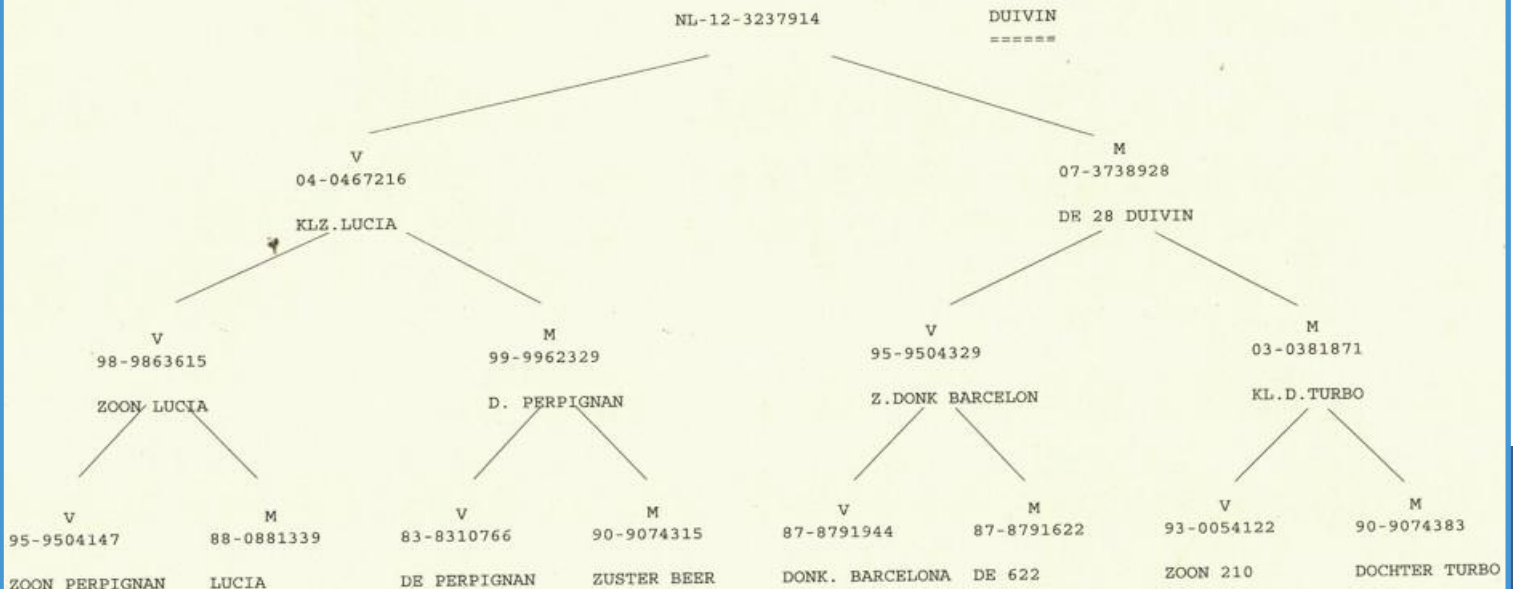 NL-12-3237914 DUIVIN
======
V M
04-0467216 07-3738928
KLZ.LUCIA DE 28 DUIVIN
V M V M
98-9863615 99-9962329 95-9504329 03-0381871
ZOON LUCIA D. PERPIGNAN Z.DONK BARCELON KL.D.TURBO
V M V M V M V M
95-9504147 88-0881339 83-8310766 90-9074315 87-8791944 87-8791622 93-0054122 90-9074383
ZOON PERPIGNAN LUCIA DE PERPIGNAN ZUSTER BEER DONK. BARCELONA DE 622 ZOON 210 DOCHTER TURBO